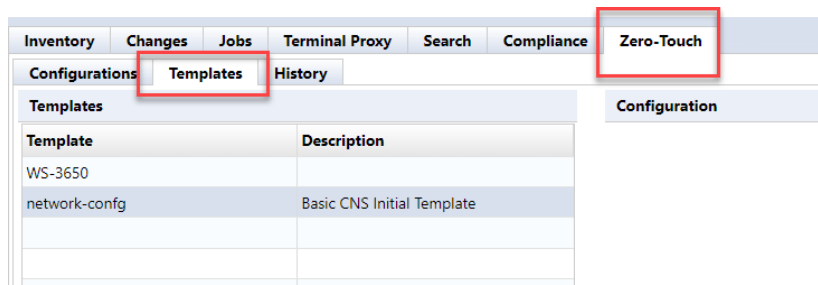 Inventory Changes Jobs Terminal Proxy Search Compliance Zero-Touch
Configurations Templates History
Templates Configuration
Template Description
WS-3650
network-confg Basic CNS Initial Template